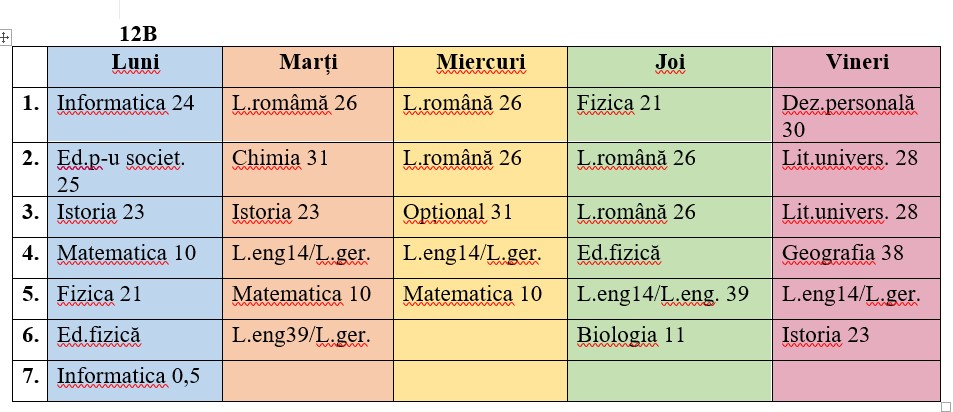 12B
Luni Marți Miercuri Joi Vineri
1. Informatica 24 L.româmă 26 L.română 26 Fizica 21 Dez.personală
30
2. Ed.p-u societ. Chimia 31 L.română 26 L.română 26 Lit.univers. 28
25
3. Istoria 23 Istoria 23 Opțional 31 L.română 26 Lit.univers. 28
4. Matematica 10 L.eng14/L.ger. L.eng14/L.ger. Ed.fizică Geografia 38
5. Fizica 21 Matematica 10 Matematica 10 L.eng14/L.eng. 39 L.eng14/L.ger.
6. Ed.fizică L.eng39/L.ger. Biologia 11 Istoria 23
7. Informatica 0,5